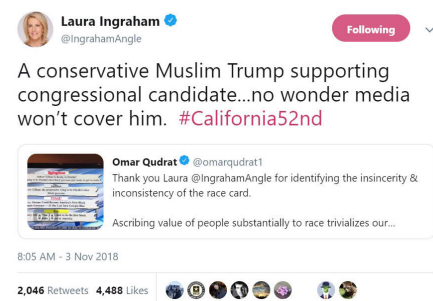 Laura Ingraham
@IngrahamAngle
Following
A conservative Muslim Trump supporting
congressional candidate...no wonder media
won't cover him. #California52nd
Omar Qudrat @omarqudrat1
Thank you Laura @IngrahamAngle for identifying the insincerity &
inconsistency of the race card.
Ascribing value of people substantially to race trivializes our...
8:05 AM - 3 Nov 2018
2,046 Retweets 4,488 Likes